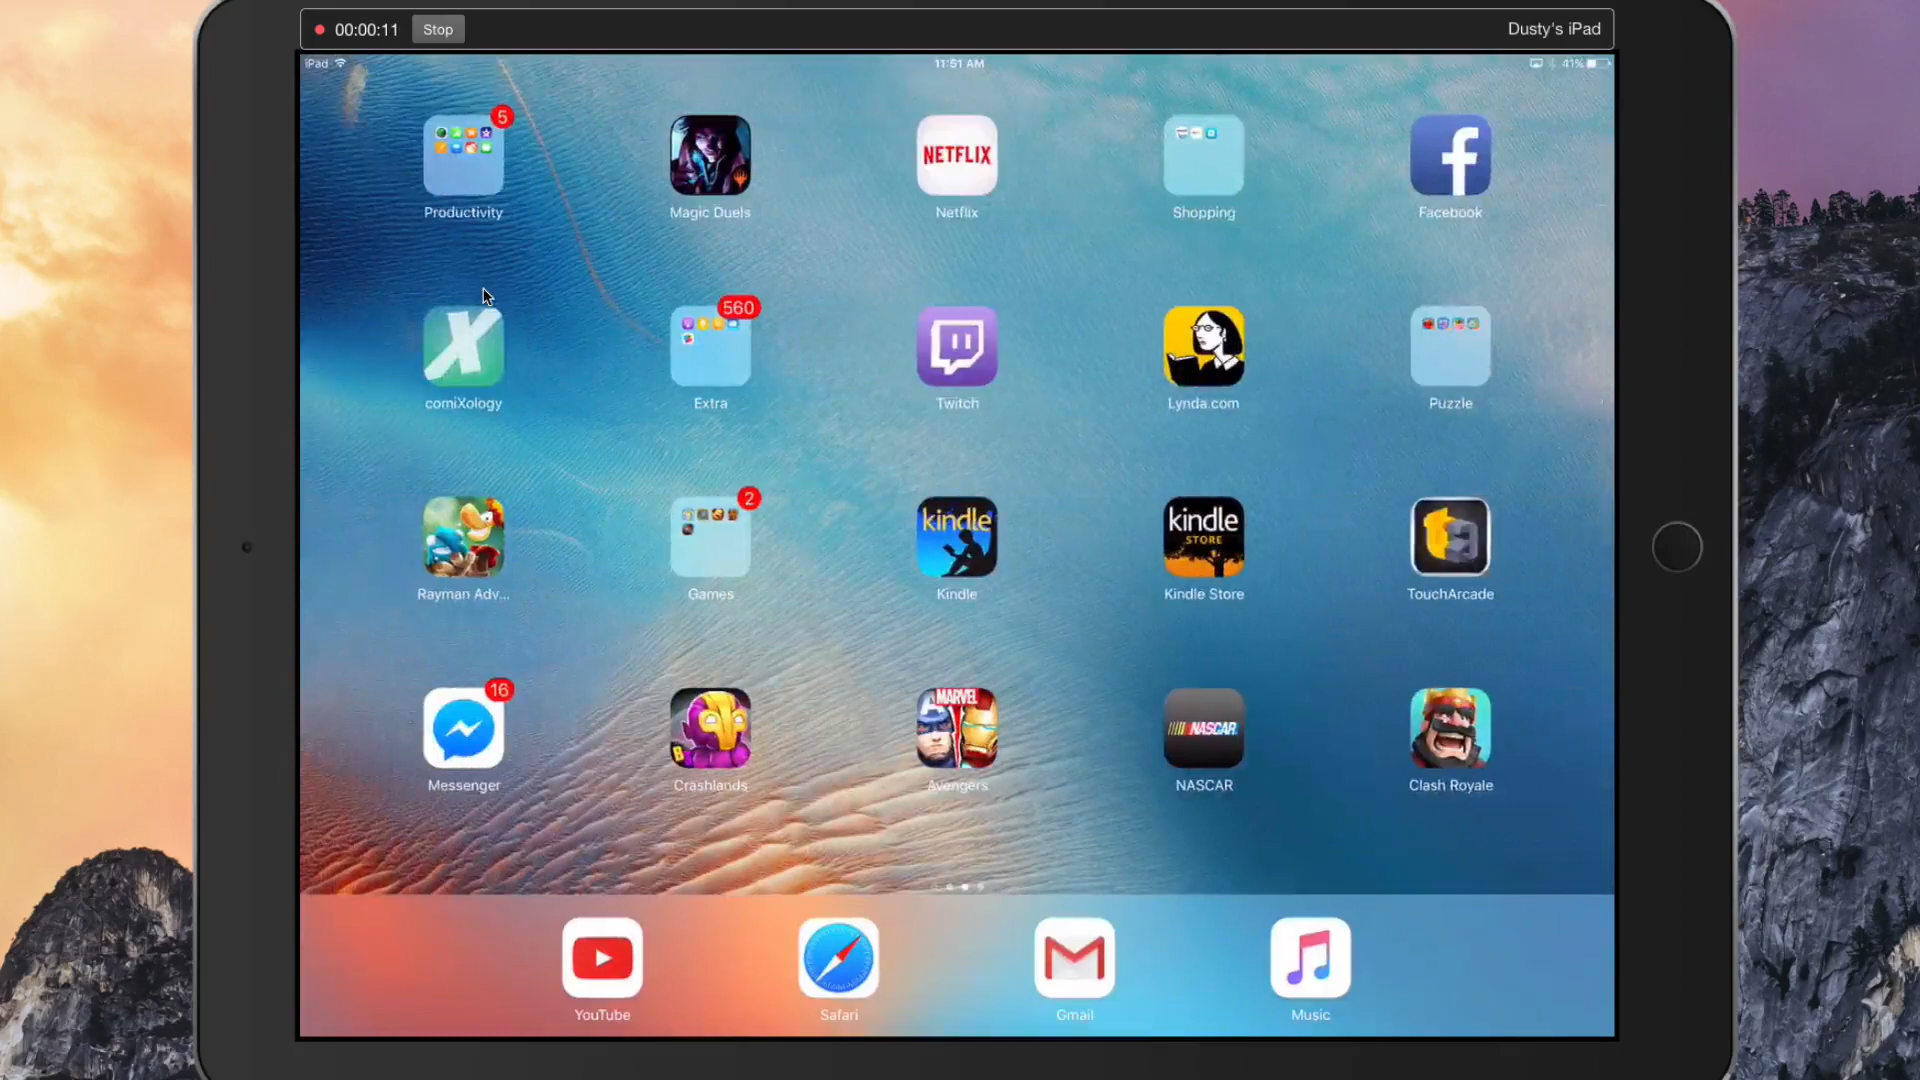 00:00:11 Stop Dusty's iPad
iPad 11:51 AM 41%
5
NETFLIX
Productivity Magic Duels Netflix Shopping Facebook
560
comiXology Extra Twitch Lynda.com Puzzle
2
kindle kindle
STORE
Rayman Adv... Games Kindle Kindle Store TouchArcade
16
MARVEL
NASCAR
B
Messenger Crashlands Avengers NASCAR Clash Royale
YouTube Safari Gmail Music